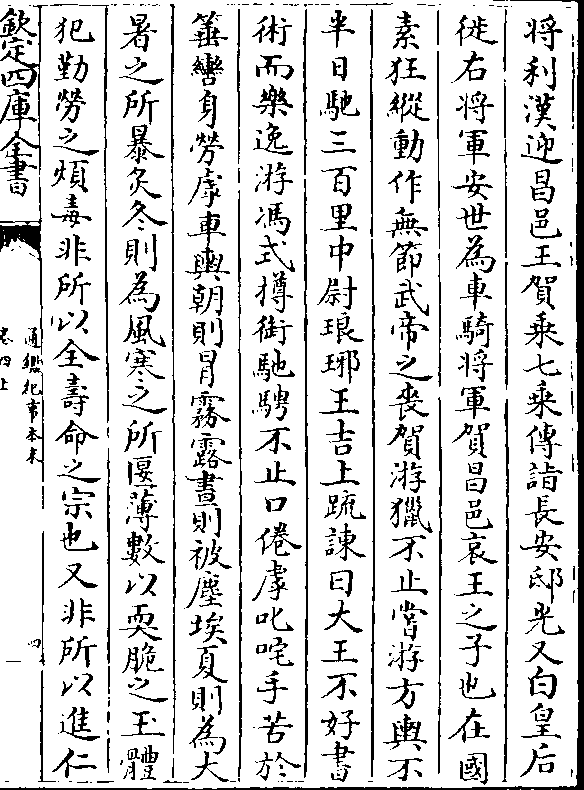 將利漢迎昌邑王賀乘七乘傳詣長安邸光又白皇后
徙右將軍安世為車騎將軍賀昌邑哀王之子也在國
素狂縱動作無節武帝之喪賀游獵不止嘗游方輿不
半日馳三百里中尉琅邪王吉上疏諫曰大王不好書
術而樂逸游馮式撙銜馳騁不止口倦虖叱咤手苦於
箠轡身勞虖車輿朝則冒霧露晝則被塵埃夏則為大
暑之所暴炙冬則為風寒之所匽薄數以耎脆之玉體
犯勤勞之煩毒非所以全壽命之宗也又非所以進仁
欽定四庫全書
通鑑紀事本末
卷四上
四